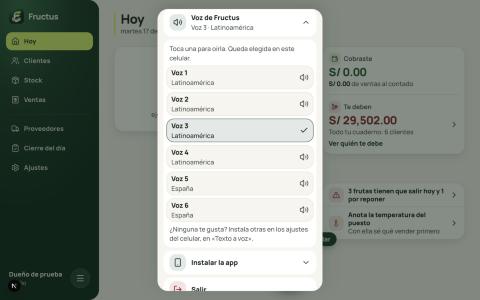 Fructus
Hoy
Clientes
Stock
Ventas
Proveedores
Cierre del día
Ajustes
Dueño de prueba
N
Hoy
martes 17 de
Voz de Fructus
Voz 3 · Latinoamérica
Toca una para oírla. Queda elegida en este
celular.
Voz 1
Latinoamérica
Voz 2
Latinoamérica
Voz 3
Latinoamérica
Voz 4
Latinoamérica
Voz 5
España
Voz 6
España
¿Ninguna te gusta? Instala otras en los ajustes
del celular, en «Texto a voz».
Instalar la app
Salir
Cobraste
S/ 0.00
S/ 0.00 de ventas al contado
Te deben
S/ 29,502.00
Todo tu cuaderno: 6 clientes
Ver quién te debe
3 frutas tienen que salir hoy y 1
por reponer
Anota la temperatura del
puesto
Con ella sé qué vender primero